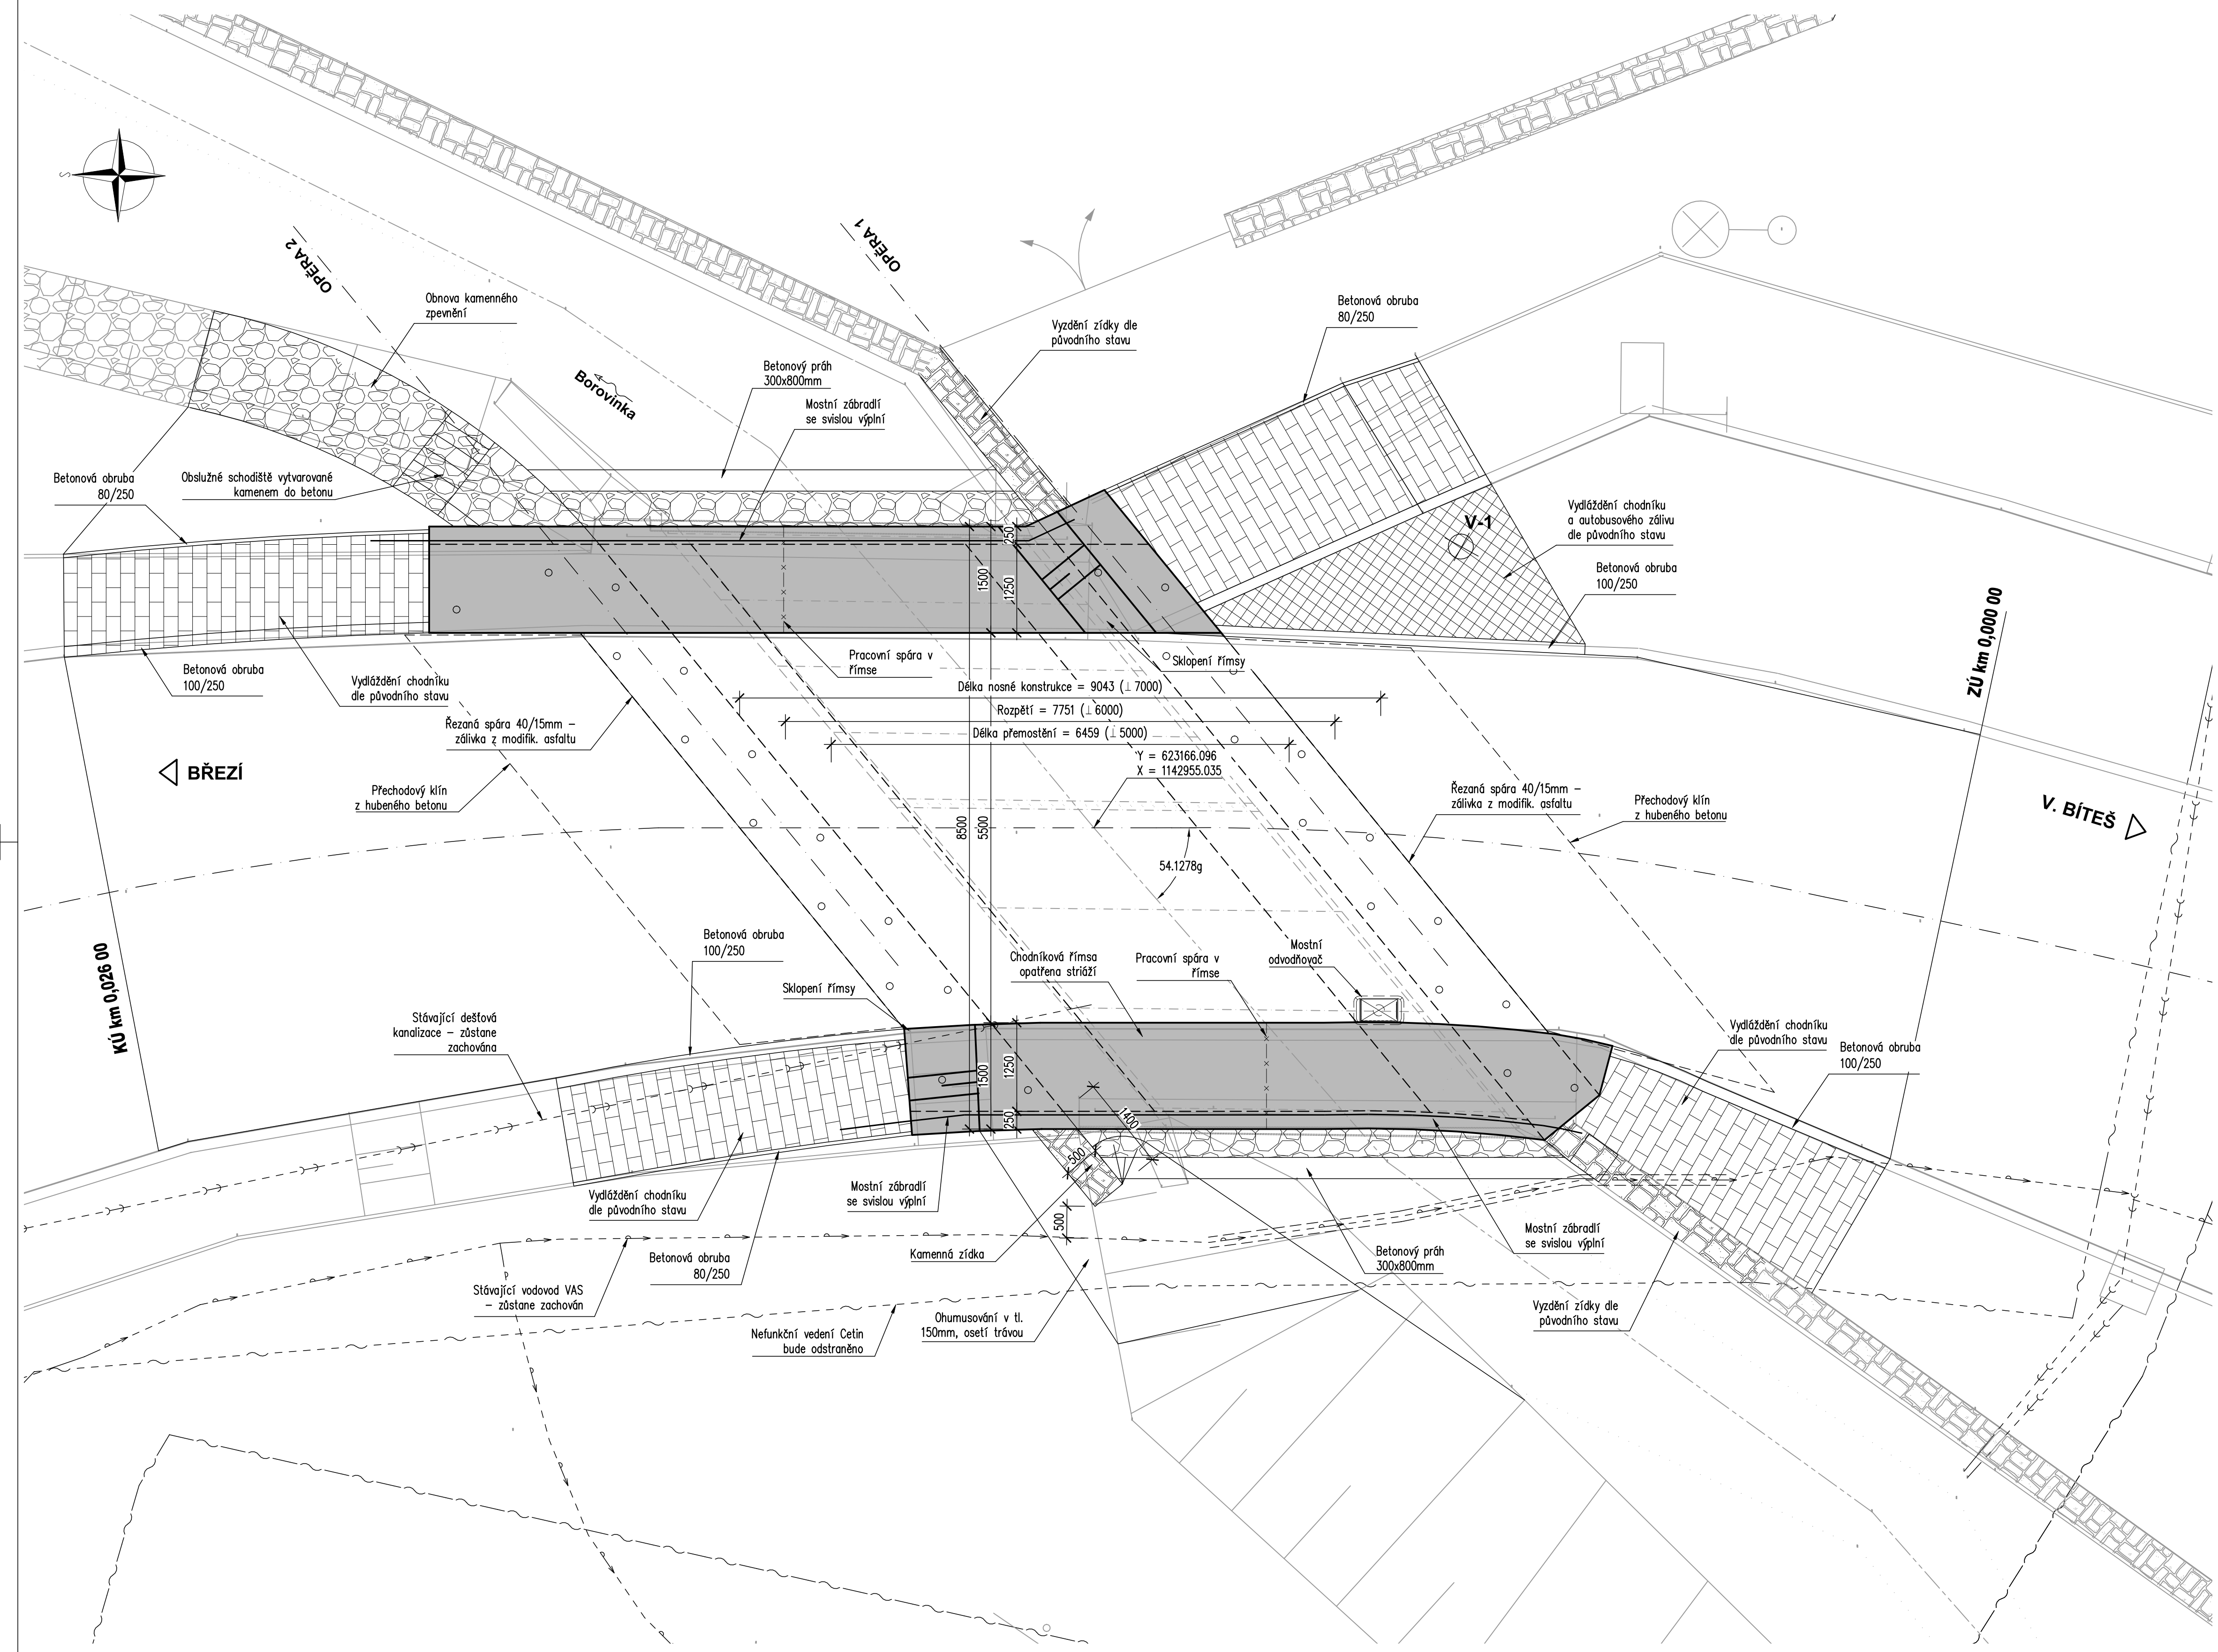 S
OPĚRA 2
OPĚRA 1
Obnova kamenného
zpevnění
Borovinka
Betonový práh
300x800mm
Mostní zábradlí
se svislou výplní
Vyzdění zídky dle
původního stavu
Betonová obruba
80/250
Betonová obruba
80/250
Obslužné schodiště vytvarované
kamenem do betonu
V-1
Vydláždění chodníku
a autobusového zálivu
dle původního stavu
Betonová obruba
100/250
250
1500
1250
ZÚ km 0,000 00
Betonová obruba
100/250
Vydláždění chodníku
dle původního stavu
Pracovní spára v
římse
Sklopení římsy
Délka nosné konstrukce = 9043 (⊥7000)
Rozpětí = 7751 (⊥6000)
Délka přemostění = 6459 (⊥5000)
Y = 623166.096
X = 1142955.035
Řezaná spára 40/15mm –
zálivka z modifik. asfaltu
BŘEZÍ
Přechodový klín
z hubeného betonu
Řezaná spára 40/15mm –
zálivka z modifik. asfaltu
Přechodový klín
z hubeného betonu
V. BÍTEŠ
8500
5500
54.1278g
KÚ km 0,026 00
Betonová obruba
100/250
Chodníková římsa
opatřena striáží
Pracovní spára v
římse
Mostní
odvodňovač
Sklopení římsy
Stávající dešťová
kanalizace – zůstane
zachována
Vydláždění chodníku
dle původního stavu
Betonová obruba
100/250
1500
1250
250
1400
500
500
Vydláždění chodníku
dle původního stavu
Mostní zábradlí
se svislou výplní
Betonová obruba
80/250
Kamenná zídka
Betonový práh
300x800mm
Mostní zábradlí
se svislou výplní
Stávající vodovod VAS
– zůstane zachován
Nefunkční vedení Cetin
bude odstraněno
Ohumusování v tl.
150mm, osetí trávou
Vyzdění zídky dle
původního stavu